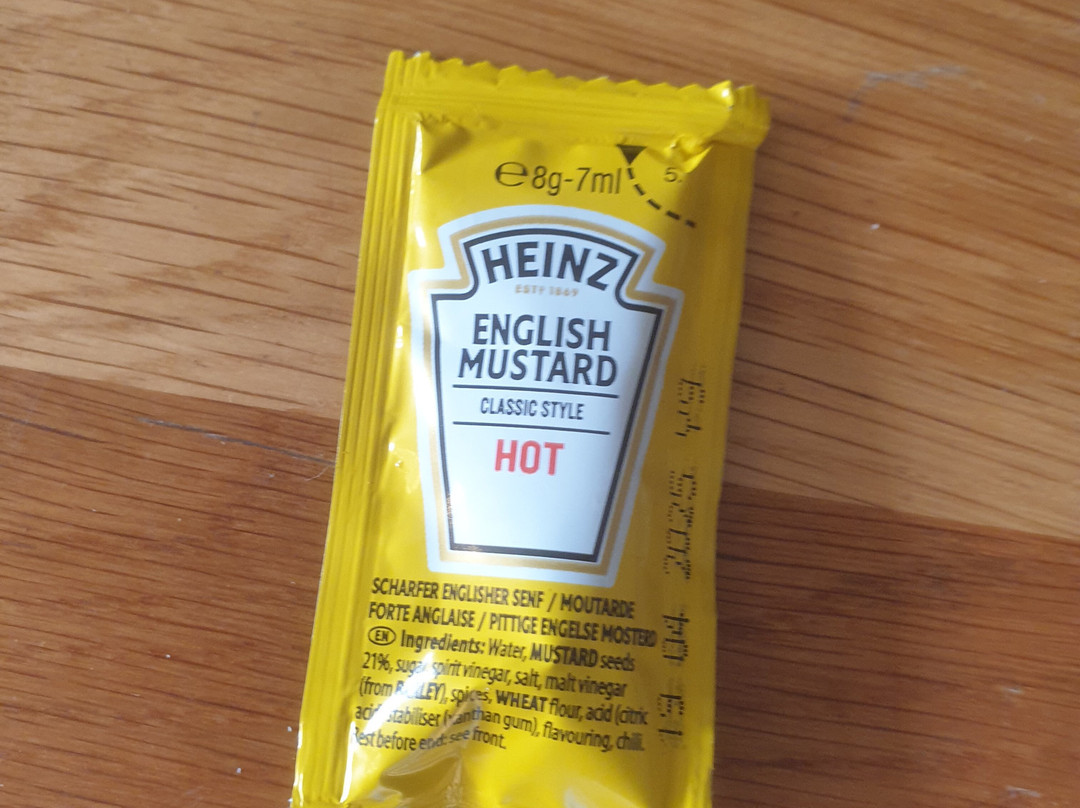 ℮8g-7ml
5.
HEINZ
ESTD 1869
ENGLISH
MUSTARD
CLASSIC STYLE
HOT
SCHARFER ENGLISHER SENF / MOUTARDE
FORTE ANGLAISE / PITTIGE ENGELSE MOSTERD
EN Ingredients: Water, MUSTARD seeds
21%, sugar, spirit vinegar, salt, malt vinegar
(from BARLEY), spices, WHEAT flour, acid (citric
acid), stabiliser (xanthan gum), flavouring, chilli.
Best before end: see front.